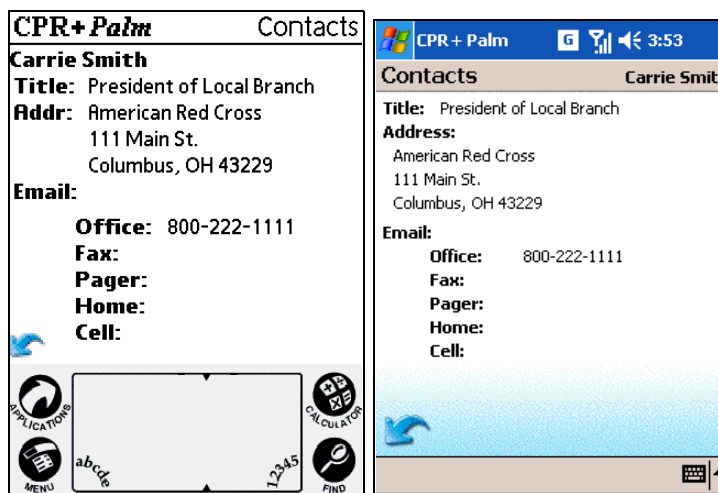 CPR+ Palm Contacts
Carrie Smith
Title: President of Local Branch
Addr: American Red Cross
111 Main St.
Columbus, OH 43229
Email:
Office: 800-222-1111
Fax:
Pager:
Home:
Cell:
APPLICATIONS
CALCULATOR
MENU
abcde
12345
FIND
CPR+ Palm G 3:53
Contacts Carrie Smit
Title: President of Local Branch
Address:
American Red Cross
111 Main St.
Columbus, OH 43229
Email:
Office: 800-222-1111
Fax:
Pager:
Home:
Cell: